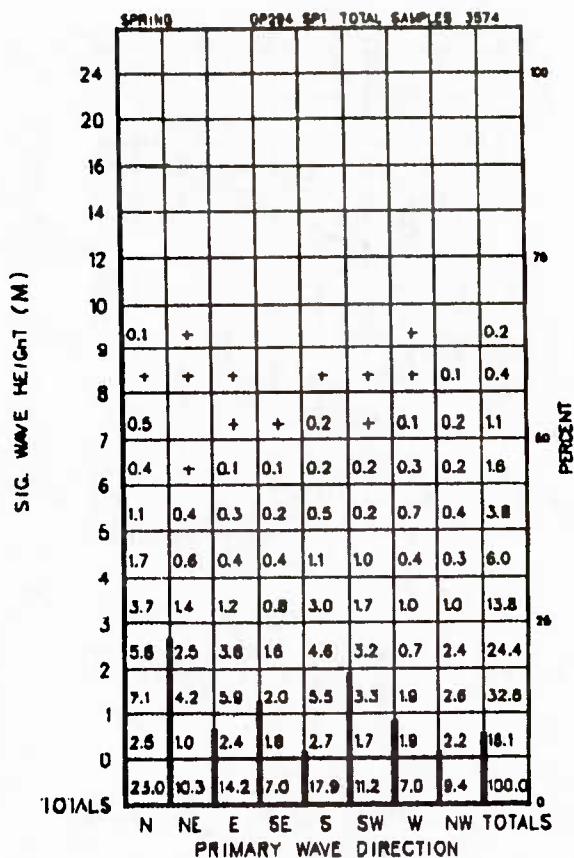 SPRING OP294 SP1 TOTAL SAMPLES 3574
24 100
20
16
14
12 75
10
0.1 + + 0.2
9
+ + + + + + 0.1 0.4
8
0.5 + + 0.2 + 0.1 0.2 1.1
7 50
0.4 + 0.1 0.1 0.2 0.2 0.3 0.2 1.6
6
1.1 0.4 0.3 0.2 0.5 0.2 0.7 0.4 3.8
5
1.7 0.6 0.4 0.4 1.1 1.0 0.4 0.3 6.0
4
3.7 1.4 1.2 0.8 3.0 1.7 1.0 1.0 13.8
3 25
5.6 2.5 3.6 1.6 4.6 3.2 0.7 2.4 24.4
2
7.1 4.2 5.9 2.0 5.5 3.3 1.9 2.6 32.6
1
2.5 1.0 2.4 1.8 2.7 1.7 1.9 2.2 16.1
0
23.0 10.3 14.2 7.0 17.9 11.2 7.0 9.4 100.0
TOTALS 0
N NE E SE S SW W NW TOTALS
PRIMARY WAVE DIRECTION
SIG. WAVE HEIGHT (M)
PERCENT